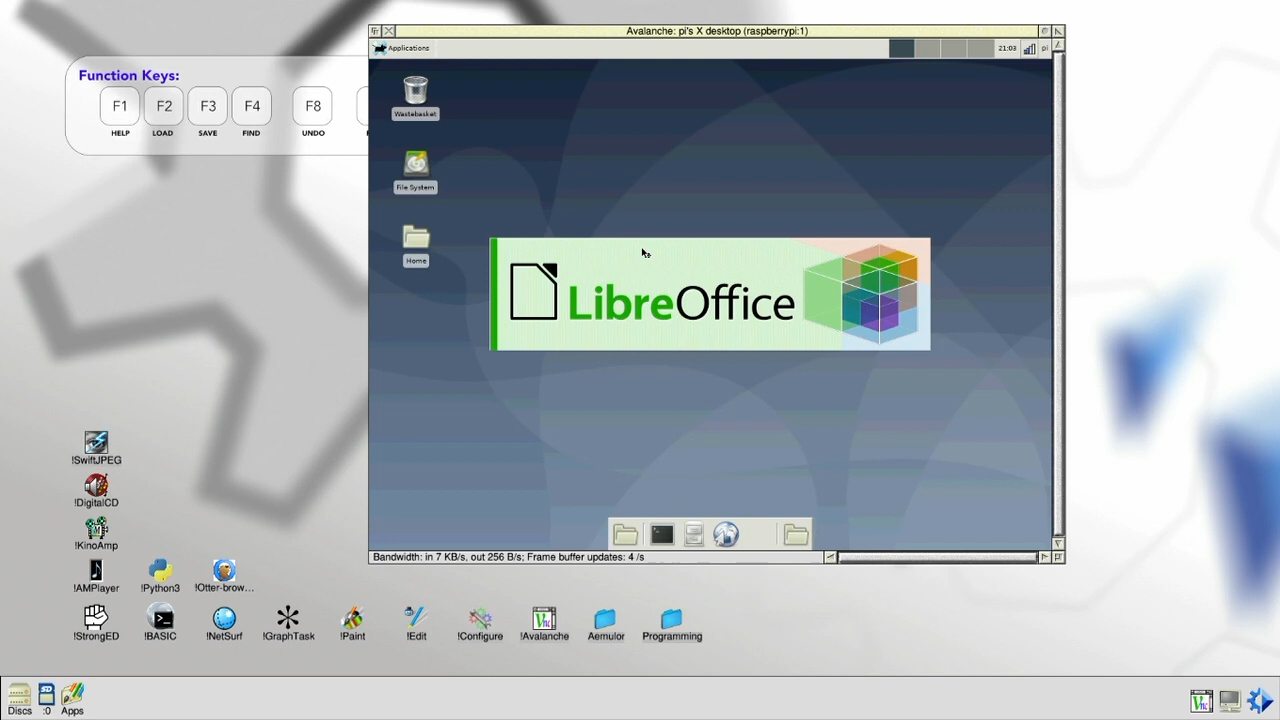 Avalanche: pi's X desktop (raspberrypi:1)
Applications
21:03
pi
Function Keys:
F1
F2
F3
F4
F8
HELP
LOAD
SAVE
FIND
UNDO
Wastebasket
File System
Home
LibreOffice
Bandwidth: in 7 KB/s, out 256 B/s; Frame buffer updates: 4 /s
!SwiftJPEG
!DigitalCD
!KinoAmp
!AMPlayer
!Python3
!Otter-brow...
!StrongED
!BASIC
!NetSurf
!GraphTask
!Paint
!Edit
!Configure
!Avalanche
Aemulor
Programming
Discs
:0
Apps